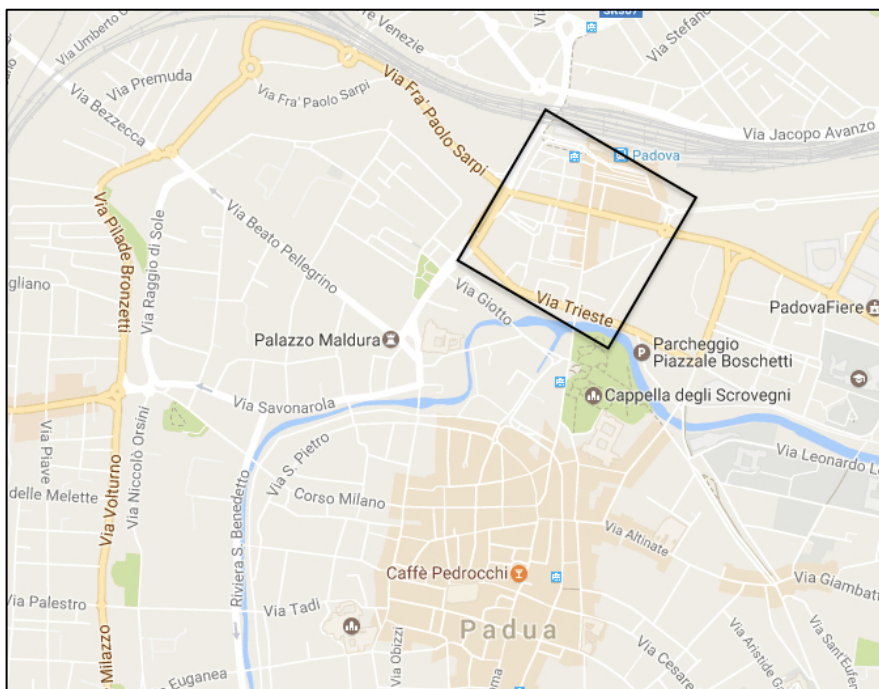 SR307
Via Umberto
Venezie
Via Stefano
Via Premuda
Via Fra' Paolo Sarpi
Via Fra' Paolo Sarpi
Via Bezzecca
Via Jacopo Avanzo
Padova
Via Pilade Bronzetti
Via Raggio di Sole
Via Beato Pellegrino
gliano
Via Giotto
Via Trieste
PadovaFiere
Palazzo Maldura
Parcheggio
Piazzale Boschetti
Cappella degli Scrovegni
Via Savonarola
Via Piave
Via Niccolò Orsini
Via S. Pietro
Via Leonardo L
delle Melette
Corso Milano
Via Volturno
Riviera S. Benedetto
Via Altinate
Caffè Pedrocchi
Via Giambatt
Via Palestro
Via Tadi
Padua
Via Obizzi
Milazzo
Euganea
Via Cesare
Via Aristide Ga
Via Sant'Eufem